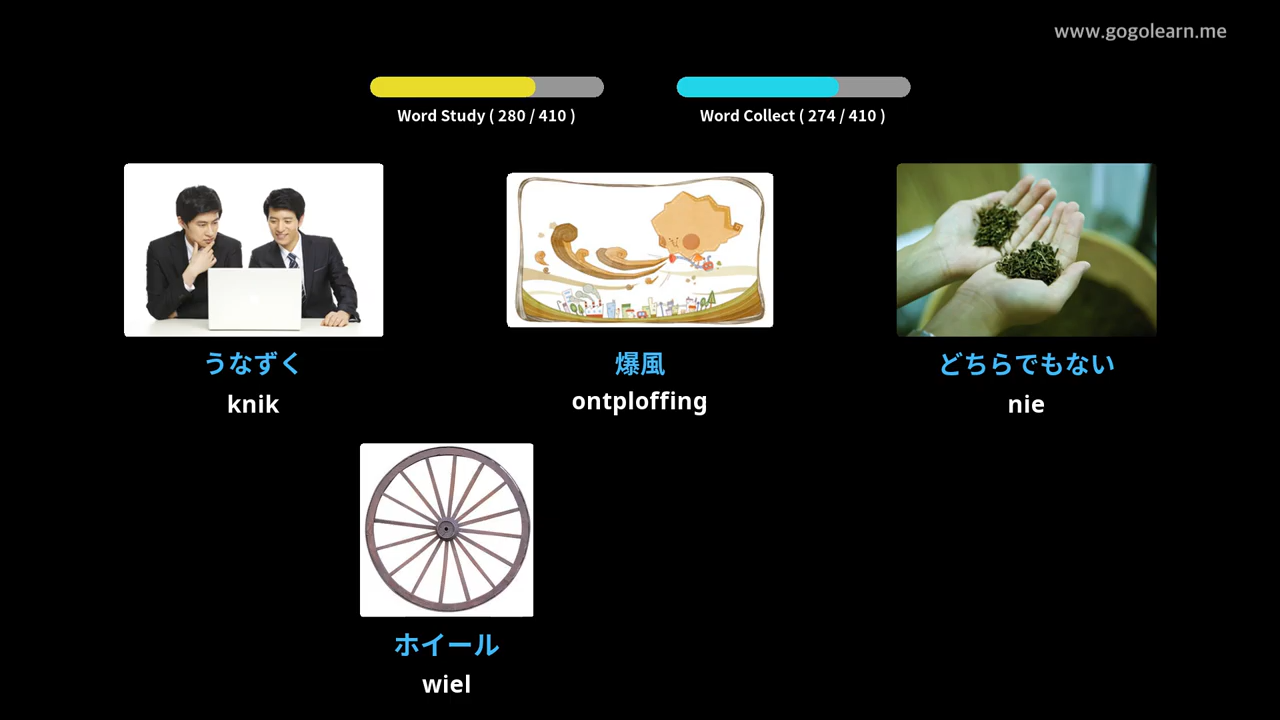 www.gogolearn.me
Word Study ( 280 / 410 )
Word Collect ( 274 / 410 )
うなずく
knik
爆風
ontploffing
どちらでもない
nie
ホイール
wiel